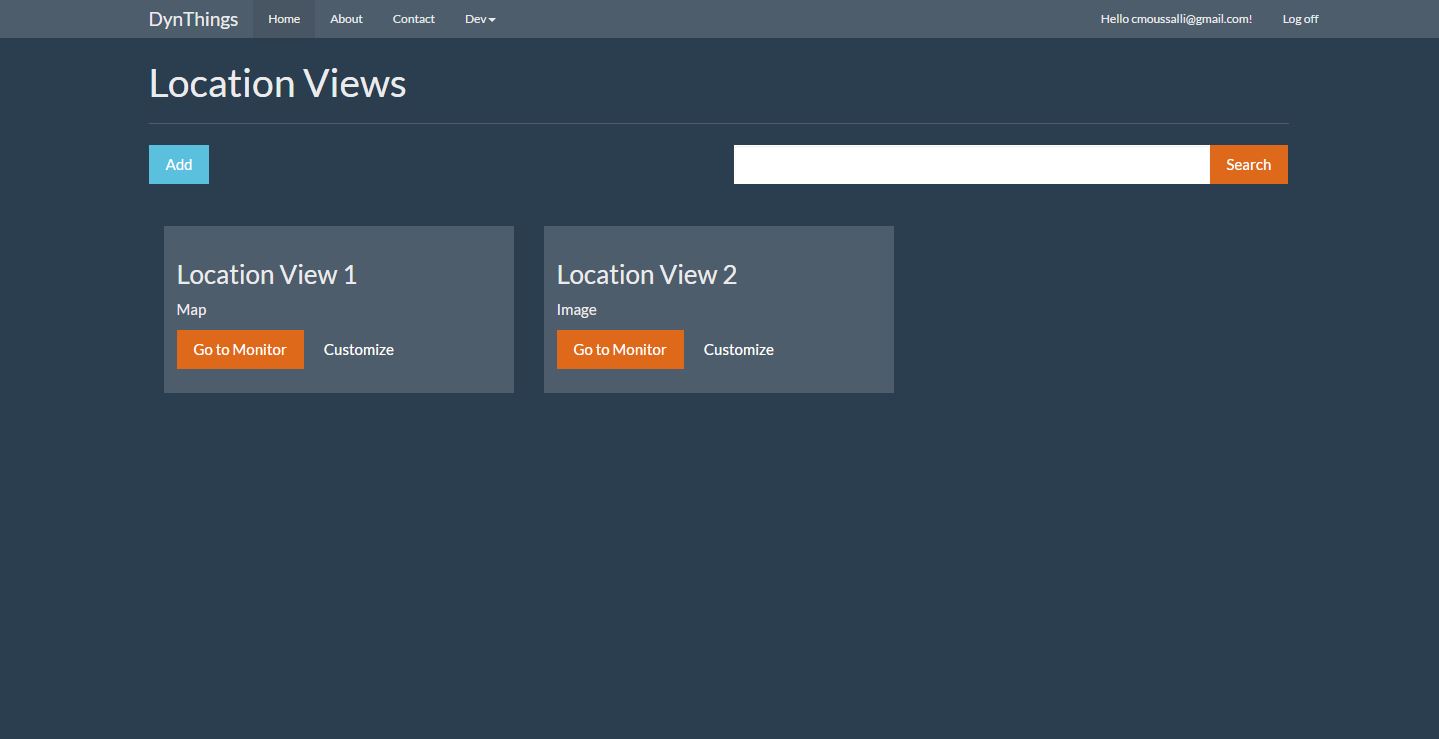 DynThings Home About Contact Dev Hello cmoussalli@gmail.com! Log off
Location Views
Add Search
Location View 1
Map
Go to Monitor Customize
Location View 2
Image
Go to Monitor Customize